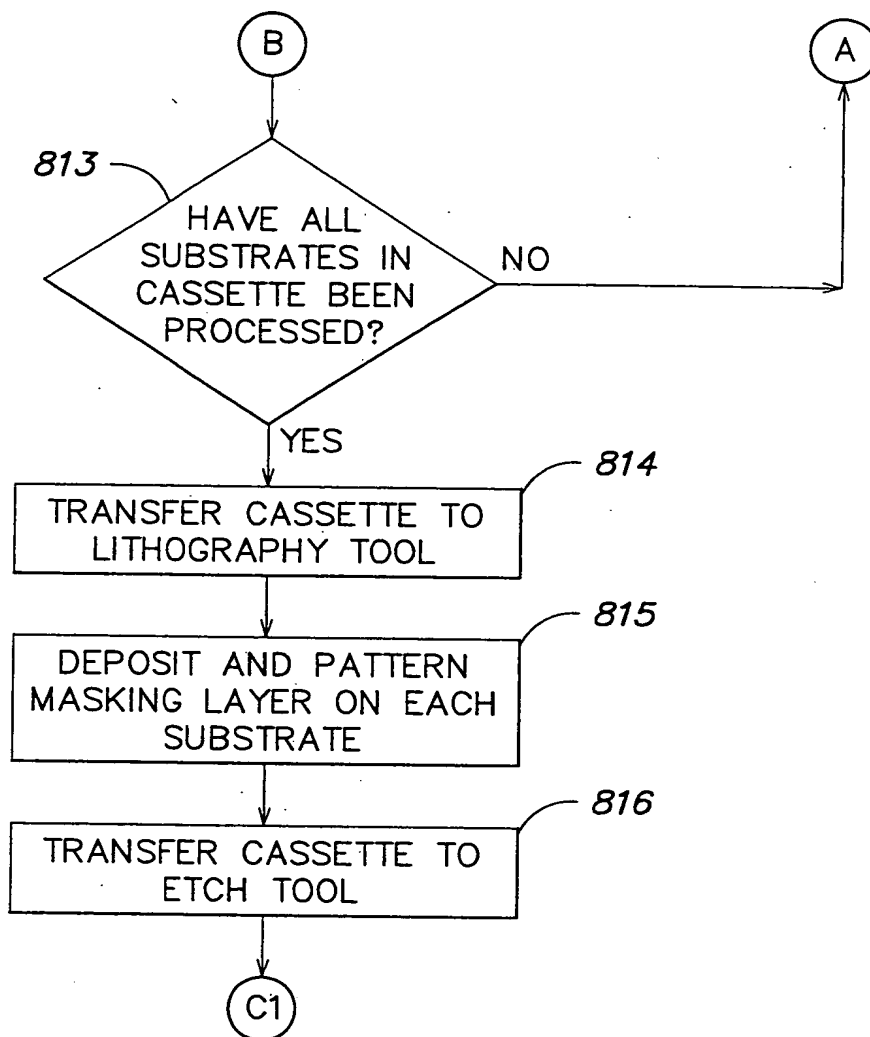 B
A
813
HAVE ALL
SUBSTRATES IN
CASSETTE BEEN
PROCESSED?
NO
YES
814
TRANSFER CASSETTE TO
LITHOGRAPHY TOOL
815
DEPOSIT AND PATTERN
MASKING LAYER ON EACH
SUBSTRATE
816
TRANSFER CASSETTE TO
ETCH TOOL
C1